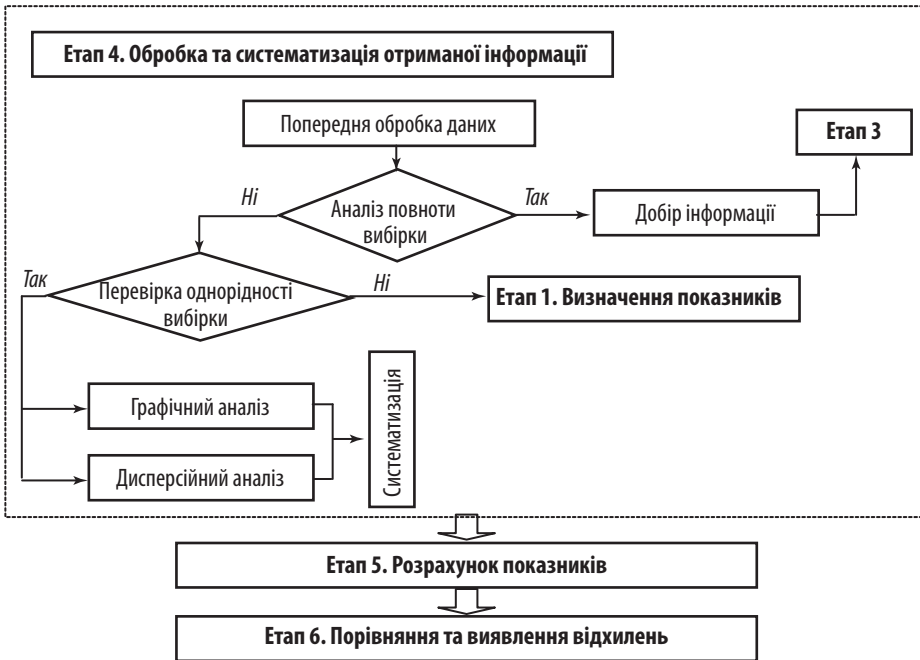 Етап 4. Обробка та систематизація отриманої інформації
Попередня обробка даних
Етап 3
Ні
Так
Аналіз повноти
вибірки
Добір інформації
Так
Перевірка однорідності
вибірки
Ні
Етап 1. Визначення показників
Графічний аналіз
Систематизація
Дисперсійний аналіз
Етап 5. Розрахунок показників
Етап 6. Порівняння та виявлення відхилень